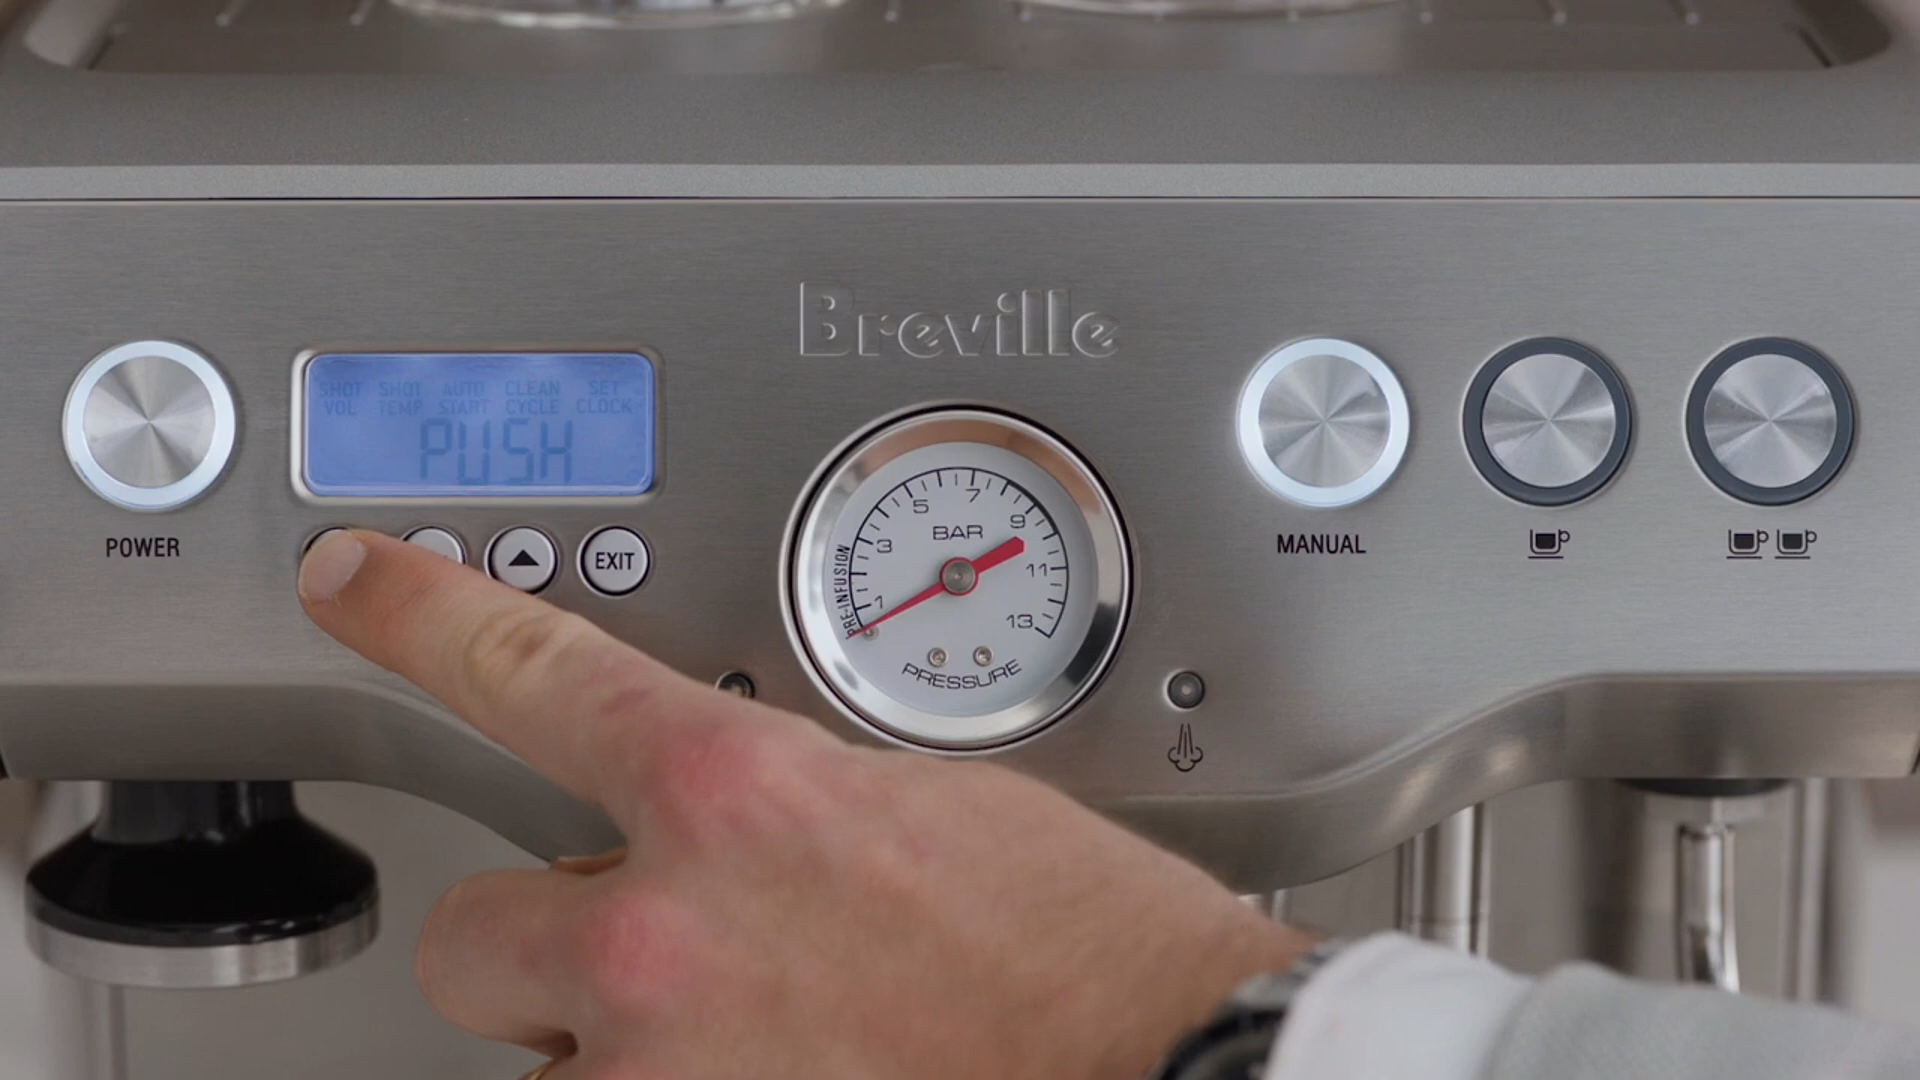 Breville
SHOT SHOT AUTO CLEAN SET
VOL TEMP START CYCLE CLOCK
PUSH
POWER
EXIT
1 3 5 7 9 11 13
BAR
PRE-INFUSION
PRESSURE
MANUAL